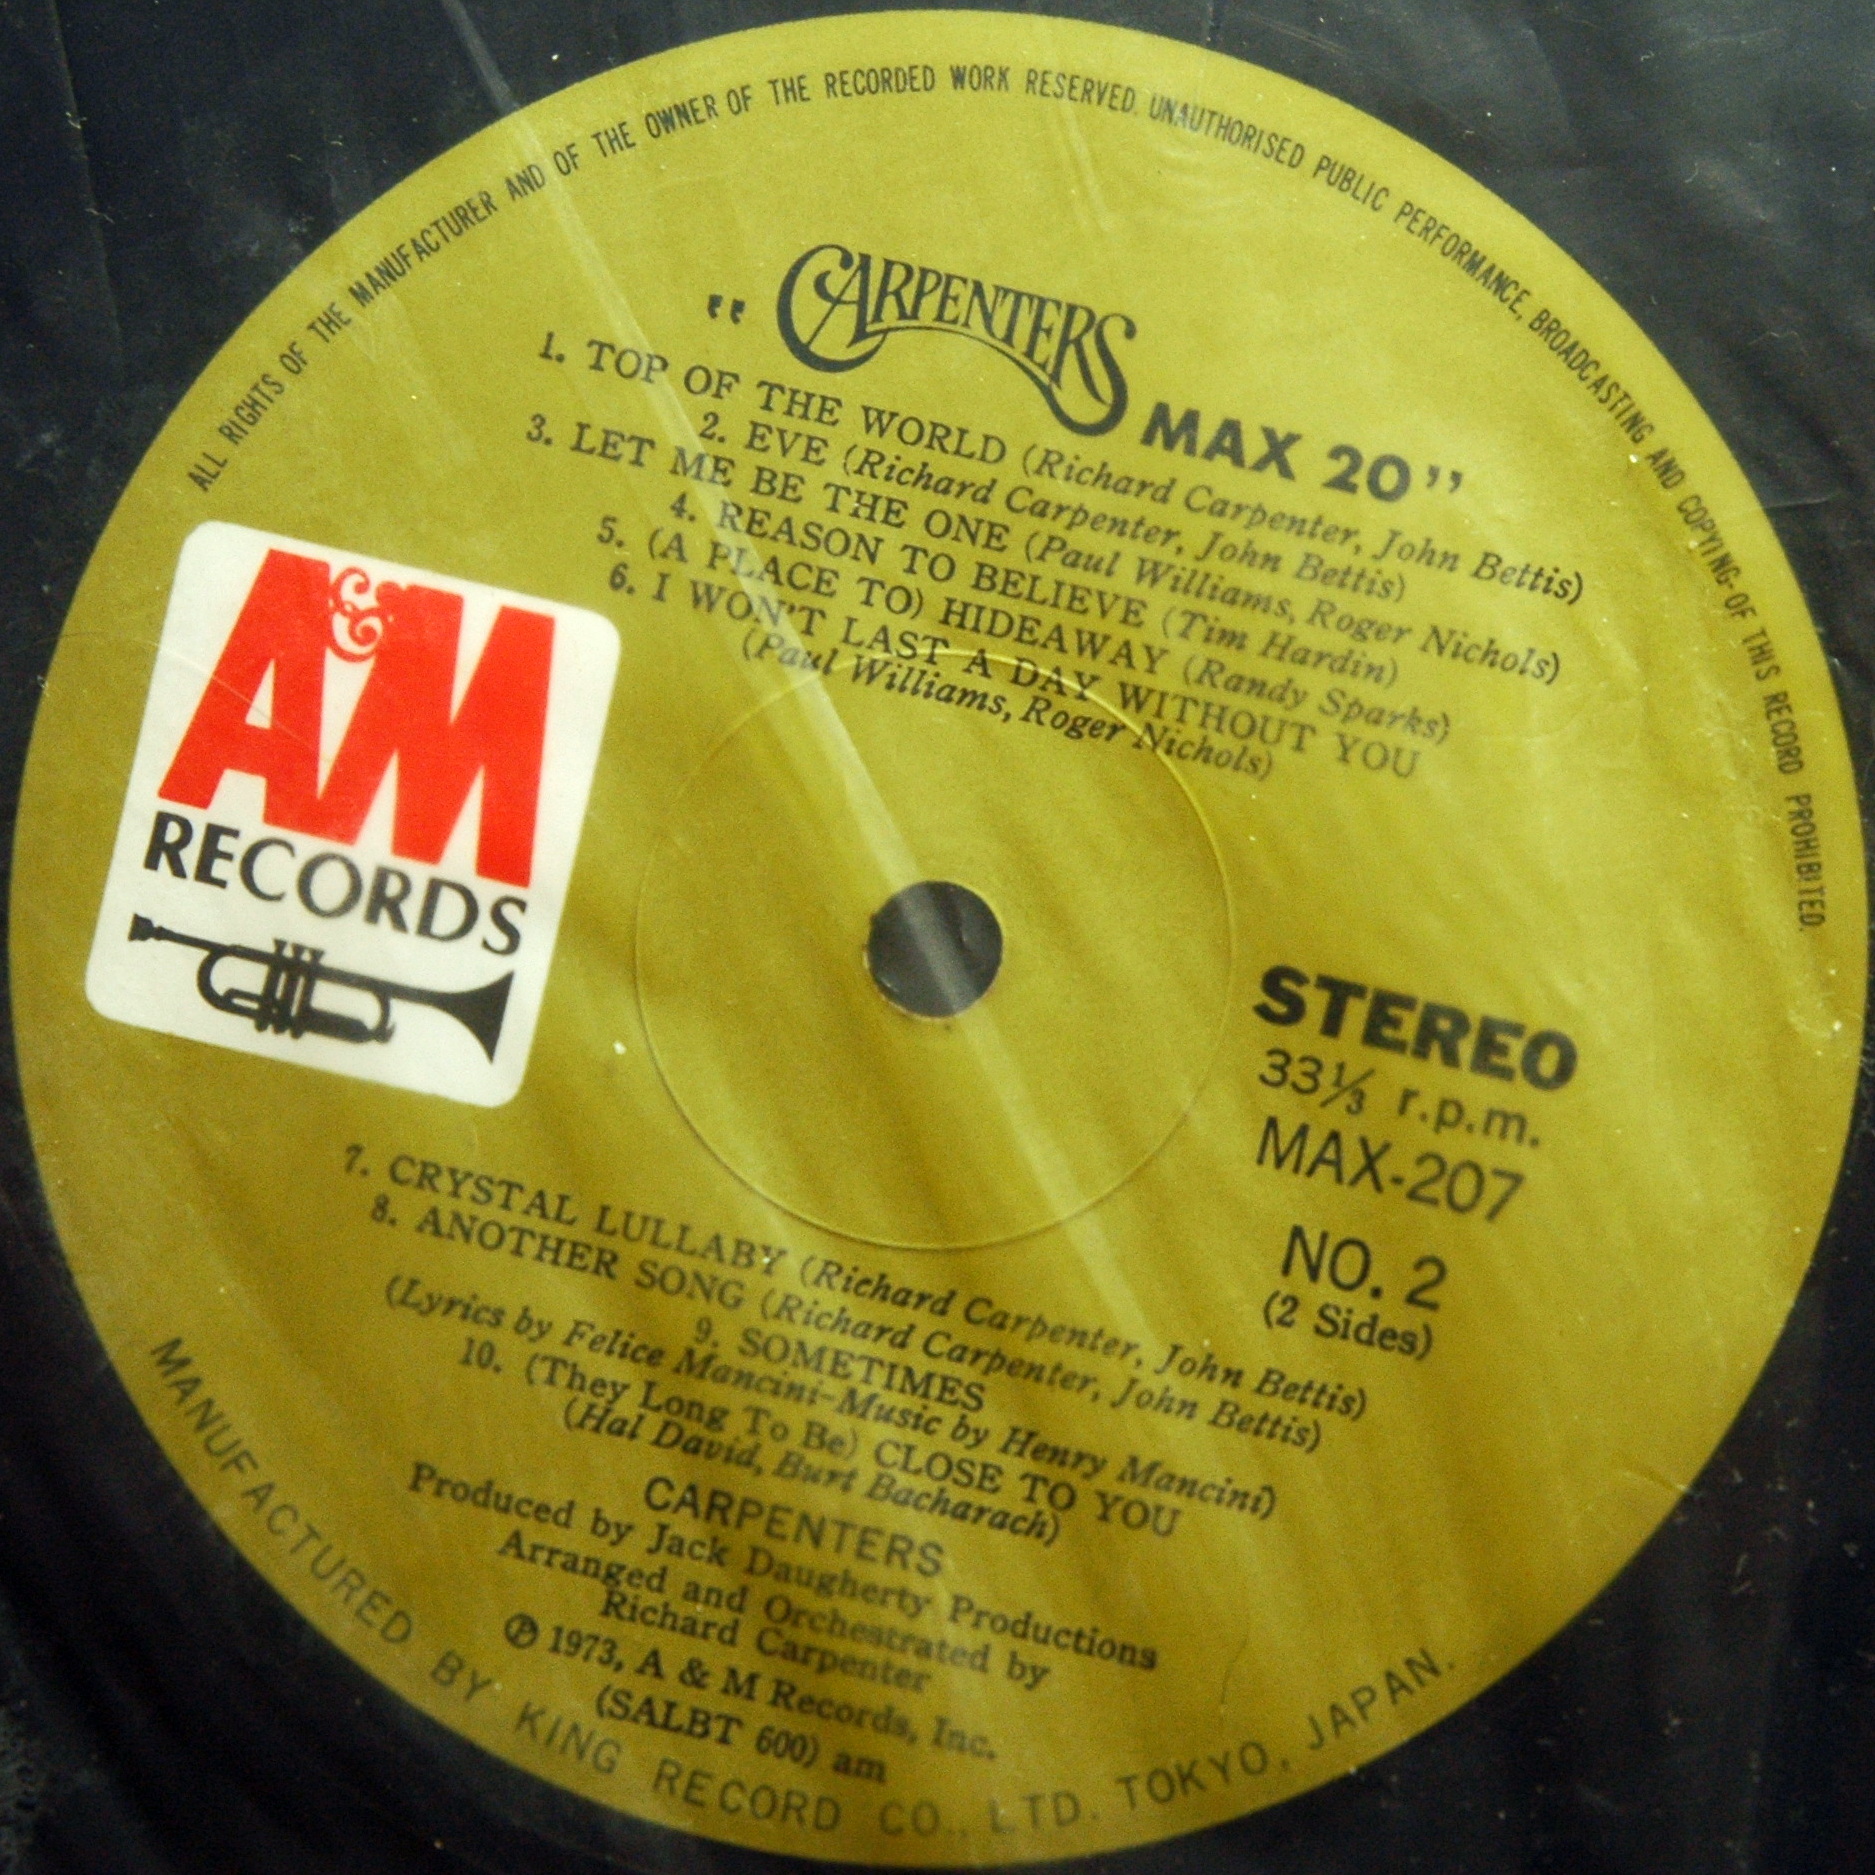 ALL RIGHTS OF THE MANUFACTURER AND OF THE OWNER OF THE RECORDED WORK RESERVED. UNAUTHORISED PUBLIC PERFORMANCE, BROADCASTING AND COPYING OF THIS RECORD PROHIBITED.
"CARPENTERS MAX 20"
1. TOP OF THE WORLD (Richard Carpenter, John Bettis)
2. EVE (Richard Carpenter, John Bettis)
3. LET ME BE THE ONE (Paul Williams, Roger Nichols)
4. REASON TO BELIEVE (Tim Hardin)
5. (A PLACE TO) HIDEAWAY (Randy Sparks)
6. I WON'T LAST A DAY WITHOUT YOU
(Paul Williams, Roger Nichols)
A&M
RECORDS
STEREO
33⅓ r.p.m.
MAX-207
NO. 2
(2 Sides)
7. CRYSTAL LULLABY (Richard Carpenter, John Bettis)
8. ANOTHER SONG (Richard Carpenter, John Bettis)
9. SOMETIMES
(Lyrics by Felice Mancini-Music by Henry Mancini)
10. (They Long To Be) CLOSE TO YOU
(Hal David, Burt Bacharach)
CARPENTERS
Produced by Jack Daugherty Productions
Arranged and Orchestrated by
Richard Carpenter
℗ 1973, A & M Records, Inc.
(SALBT 600) am
MANUFACTURED BY KING RECORD CO., LTD. TOKYO, JAPAN.